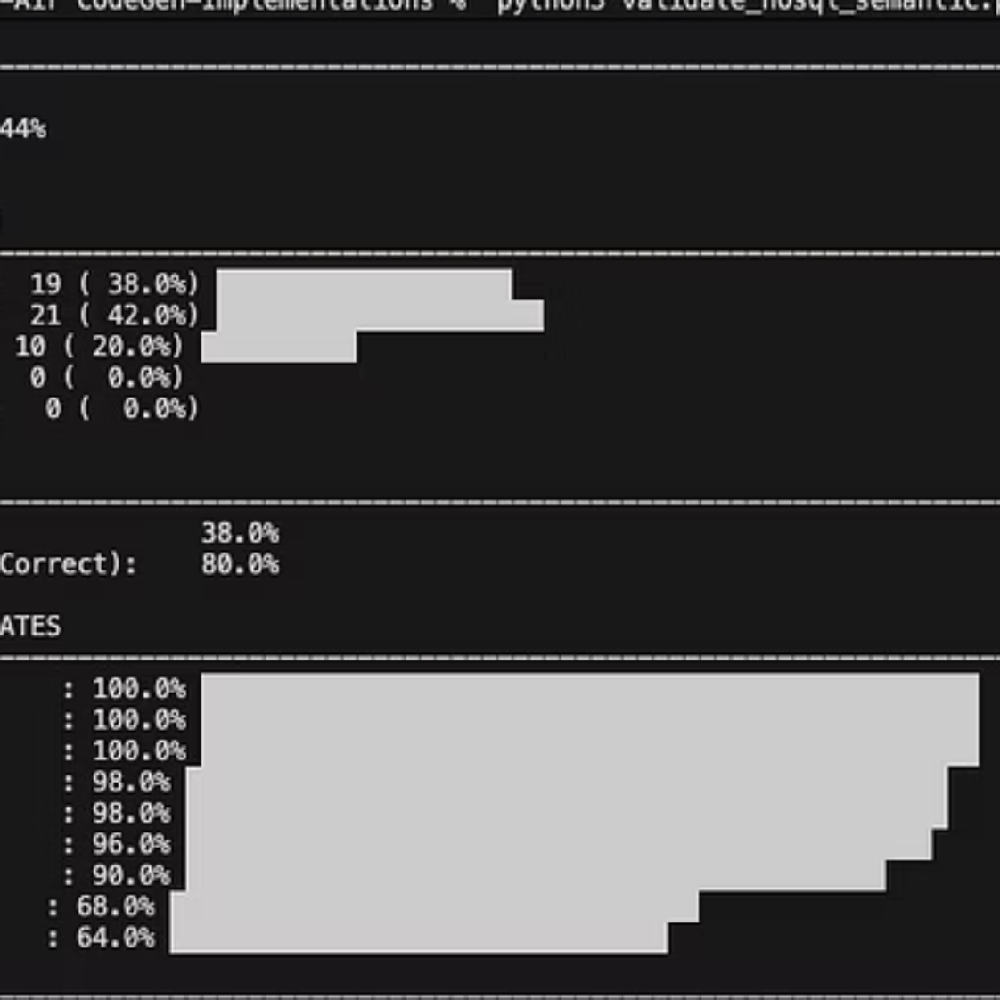 -Air CodeGen-Implementations % python3 validate_nosql_semantic.p
44%
19 ( 38.0%)
21 ( 42.0%)
10 ( 20.0%)
0 (  0.0%)
0 (  0.0%)
38.0%
Correct):    80.0%
ATES
: 100.0%
: 100.0%
: 100.0%
: 98.0%
: 98.0%
: 96.0%
: 90.0%
: 68.0%
: 64.0%